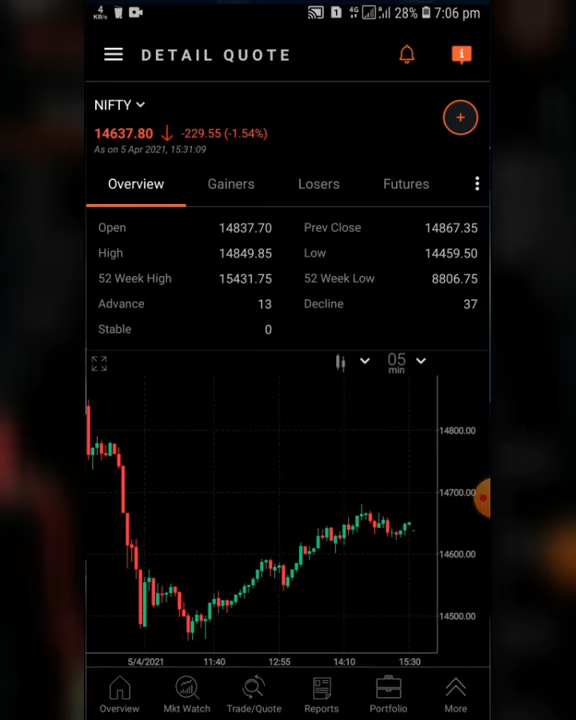 4
KB/s
1 4G 28% 7:06 pm
DETAIL QUOTE
NIFTY
14637.80 -229.55 (-1.54%)
As on 5 Apr 2021, 15:31:09
Overview Gainers Losers Futures
Open 14837.70 Prev Close 14867.35
High 14849.85 Low 14459.50
52 Week High 15431.75 52 Week Low 8806.75
Advance 13 Decline 37
Stable 0
05
min
14800.00
14700.00
14600.00
14500.00
5/4/2021 11:40 12:55 14:10 15:30
Overview Mkt Watch Trade/Quote Reports Portfolio More